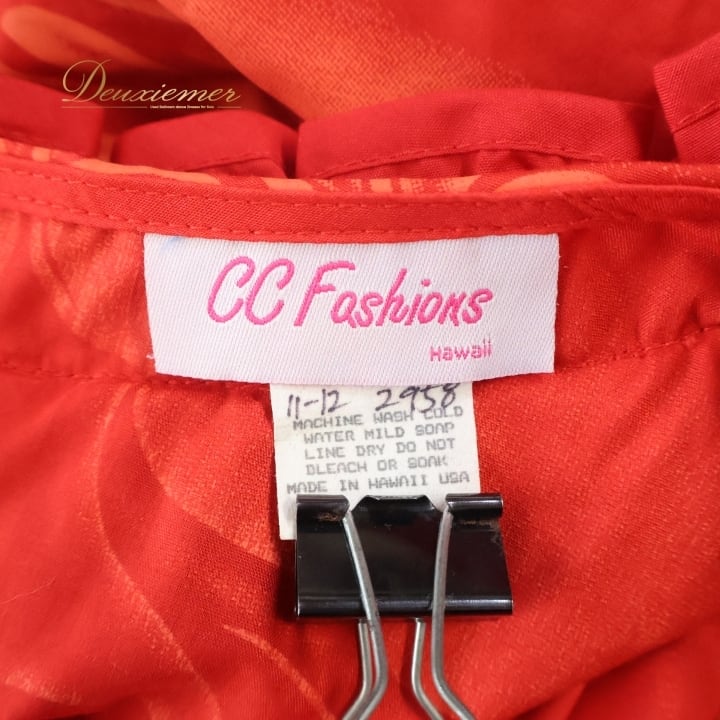 Deuxiemer
CC Fashions
Hawaii
11-12 2958
MACHINE WASH COLD
WATER MILD SOAP
LINE DRY DO NOT
BLEACH OR SOAK
MADE IN HAWAII USA